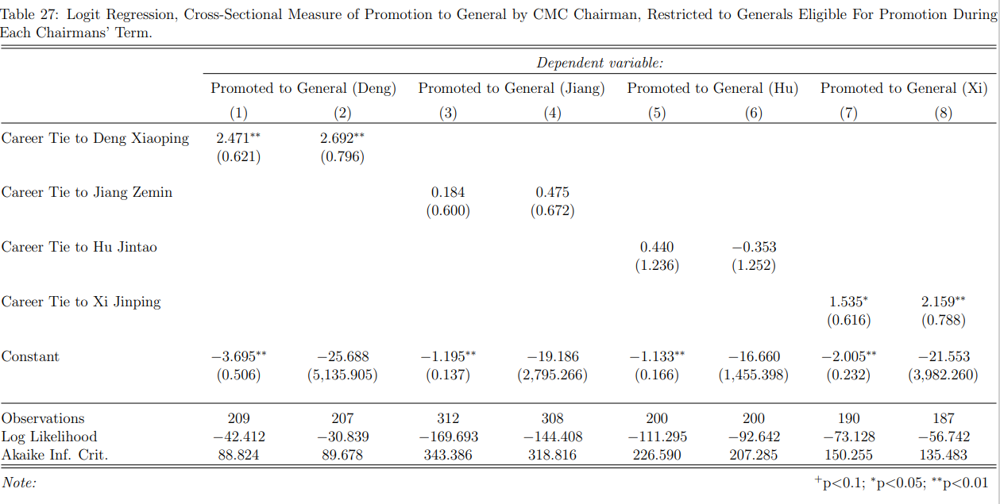 Table 27: Logit Regression, Cross-Sectional Measure of Promotion to General by CMC Chairman, Restricted to Generals Eligible For Promotion During
Each Chairmans' Term.
Dependent variable:
Promoted to General (Deng) Promoted to General (Jiang) Promoted to General (Hu) Promoted to General (Xi)
(1) (2) (3) (4) (5) (6) (7) (8)
Career Tie to Deng Xiaoping 2.471** 2.692**
(0.621) (0.796)
Career Tie to Jiang Zemin 0.184 0.475
(0.600) (0.672)
Career Tie to Hu Jintao 0.440 −0.353
(1.236) (1.252)
Career Tie to Xi Jinping 1.535* 2.159**
(0.616) (0.788)
Constant −3.695** −25.688 −1.195** −19.186 −1.133** −16.660 −2.005** −21.553
(0.506) (5,135.905) (0.137) (2,795.266) (0.166) (1,455.398) (0.232) (3,982.260)
Observations 209 207 312 308 200 200 190 187
Log Likelihood −42.412 −30.839 −169.693 −144.408 −111.295 −92.642 −73.128 −56.742
Akaike Inf. Crit. 88.824 89.678 343.386 318.816 226.590 207.285 150.255 135.483
Note: +p<0.1; *p<0.05; **p<0.01